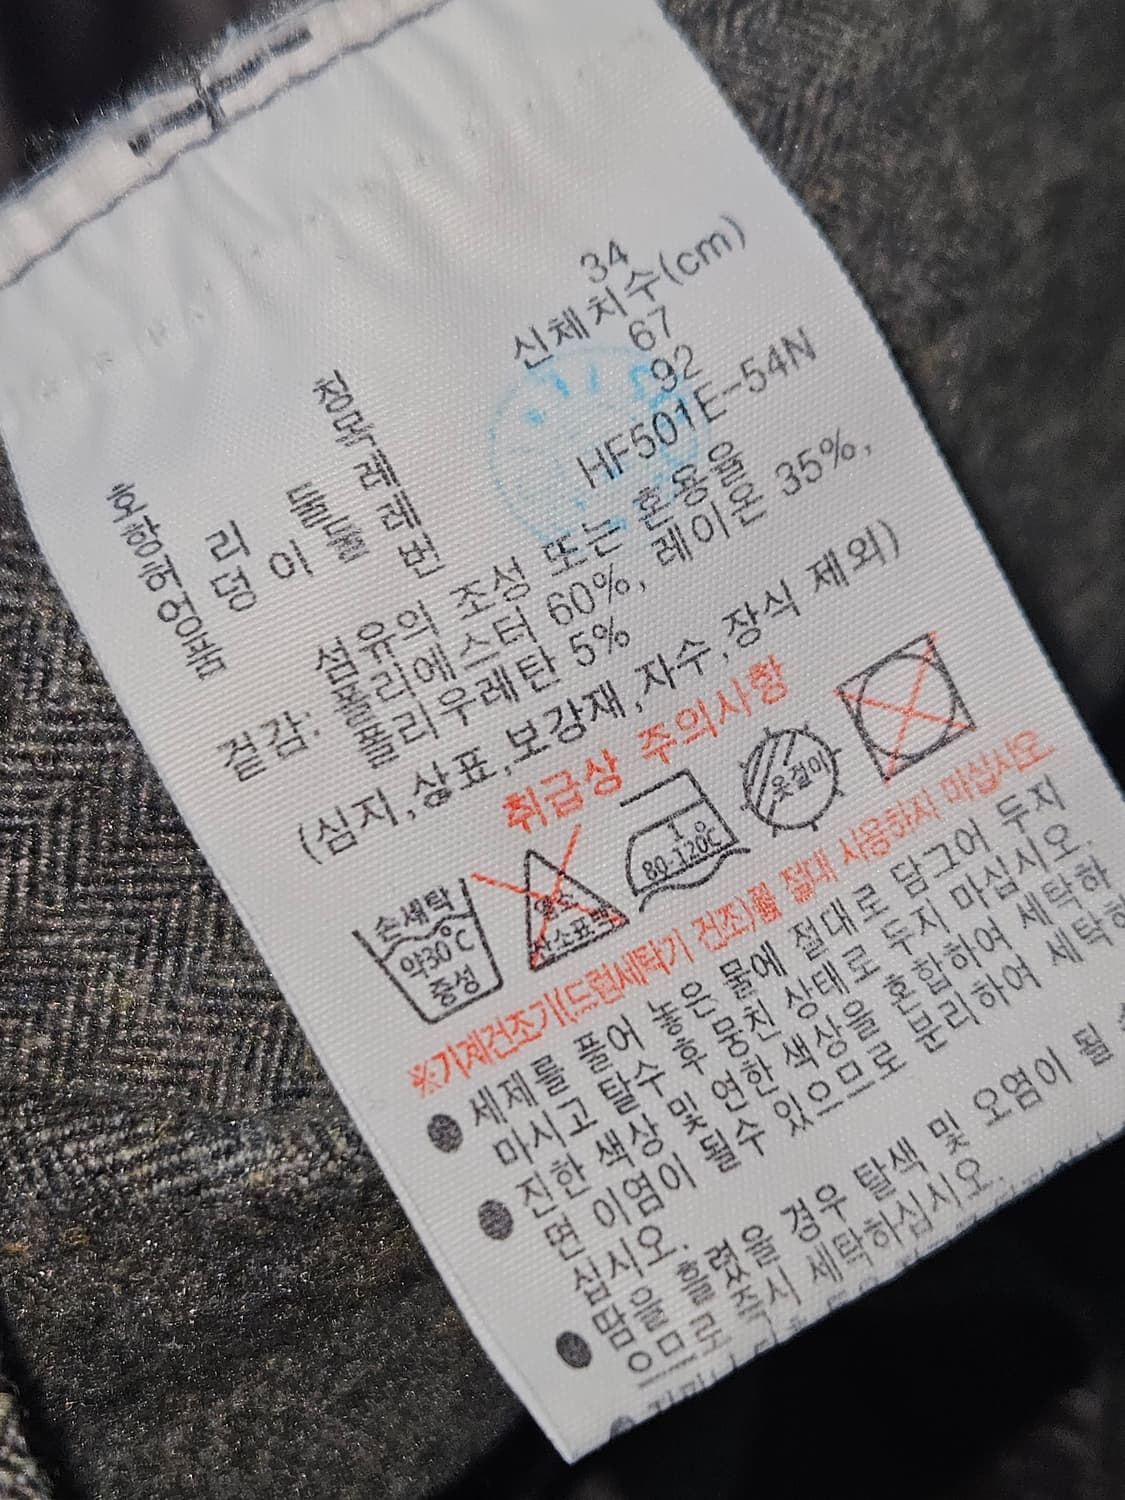 34
신체치수(cm)
67
92
HF501E-54N
섬유의 조성 또는 혼용율
겉감: 폴리에스터 60%, 레이온 35%,
폴리우레탄 5%
(심지,상표,보강재,자수,장식 제외)
취급상 주의사항
손세탁
약30℃
중성
산소표백
1
80-120℃
옷걸이
※기계건조기(드럼세탁기 건조)를 절대 사용하지 마십시오
● 세제를 풀어 놓은 물에 절대로 담그어 두지
마시고 탈수후 뭉친 상태로 두지 마십시오.
● 진한 색상 및 연한 색상을 혼합하여 세탁하
면 이염이 될수 있으므로 분리하여 세탁하
십시오.
● 땀을 흘렸을 경우 탈색 및 오염이 될
으므로 즉시 세탁하십시오.